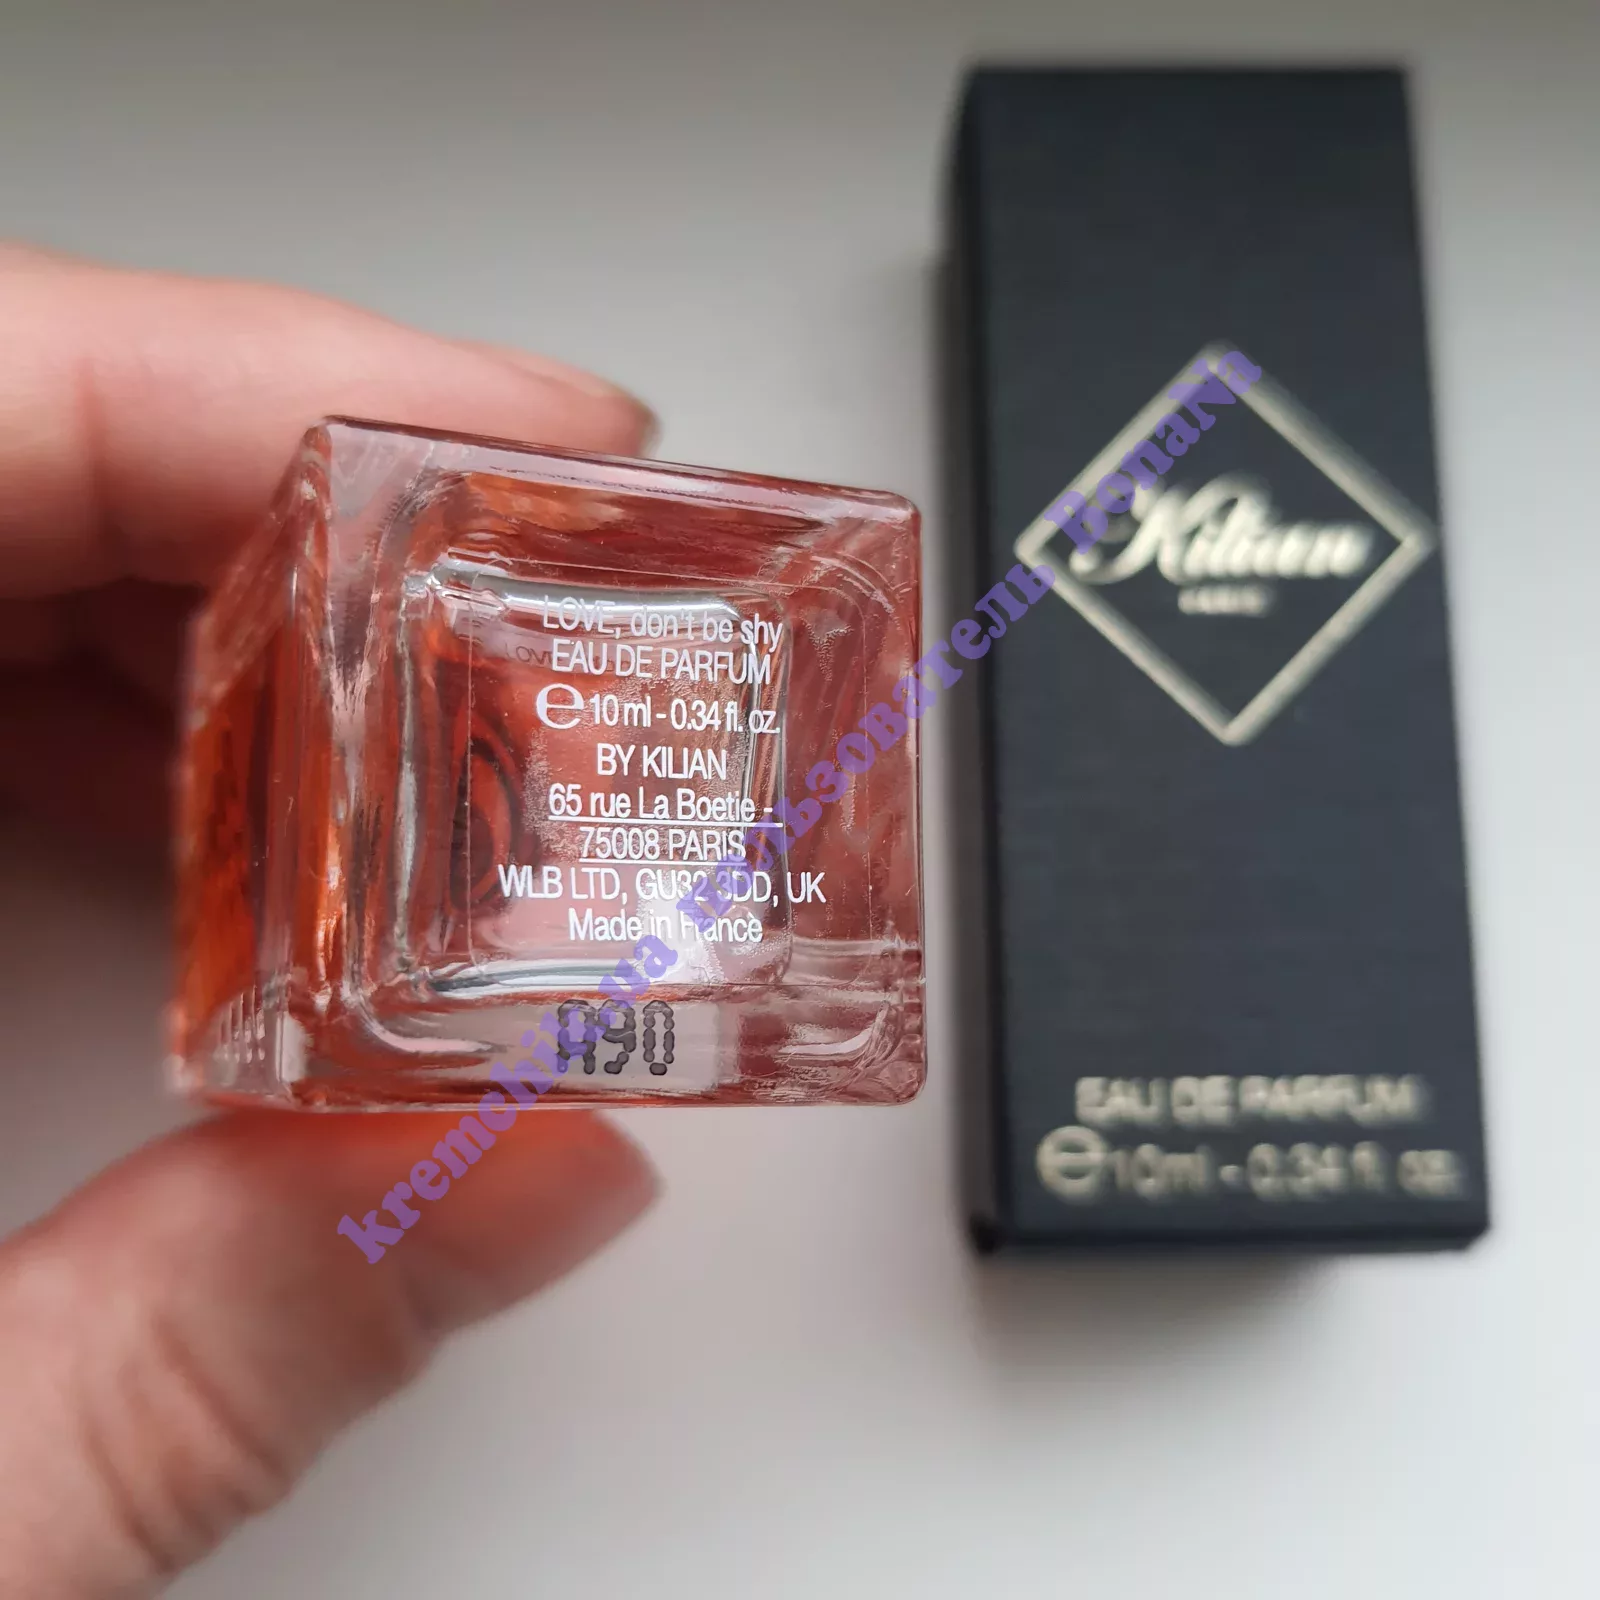 LOVE, don't be shy
EAU DE PARFUM
℮ 10 ml - 0.34 fl. oz.
BY KILIAN
65 rue La Boetie -
75008 PARIS
WLB LTD, GU32 3DD, UK
Made in France
A90
Kilian
PARIS
EAU DE PARFUM
℮ 10ml - 0.34 fl. oz.
kremchik.ua пользователь BonaNa